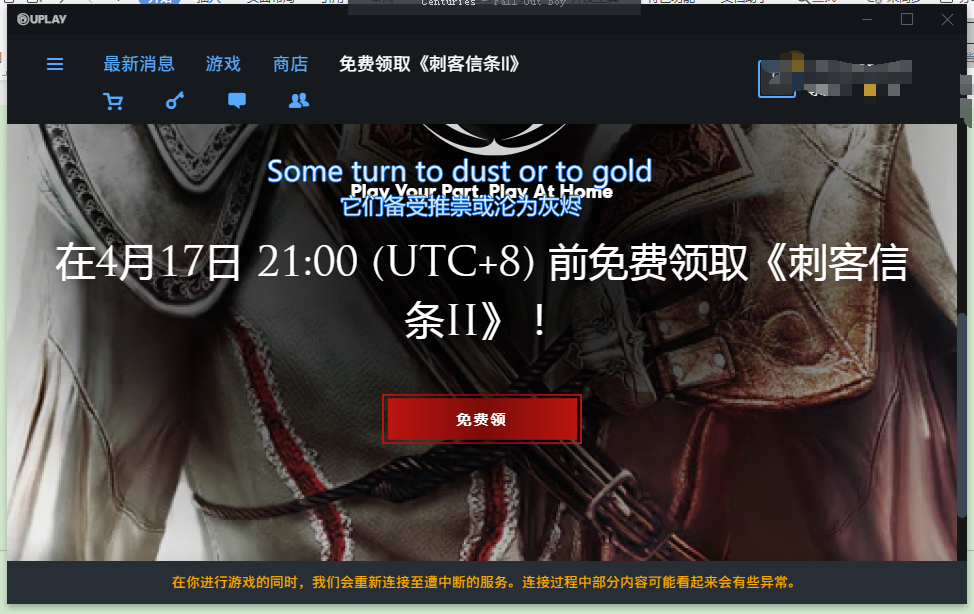 Centuries - Fall Out Boy
UPLAY
最新消息 游戏 商店 免费领取《刺客信条II》
Some turn to dust or to gold
Play Your Part, Play At Home
它们备受推崇或沦为灰烬
在4月17日 21:00 (UTC+8) 前免费领取《刺客信
条II》！
免费领
在你进行游戏的同时，我们会重新连接至遭中断的服务。连接过程中部分内容可能看起来会有些异常。